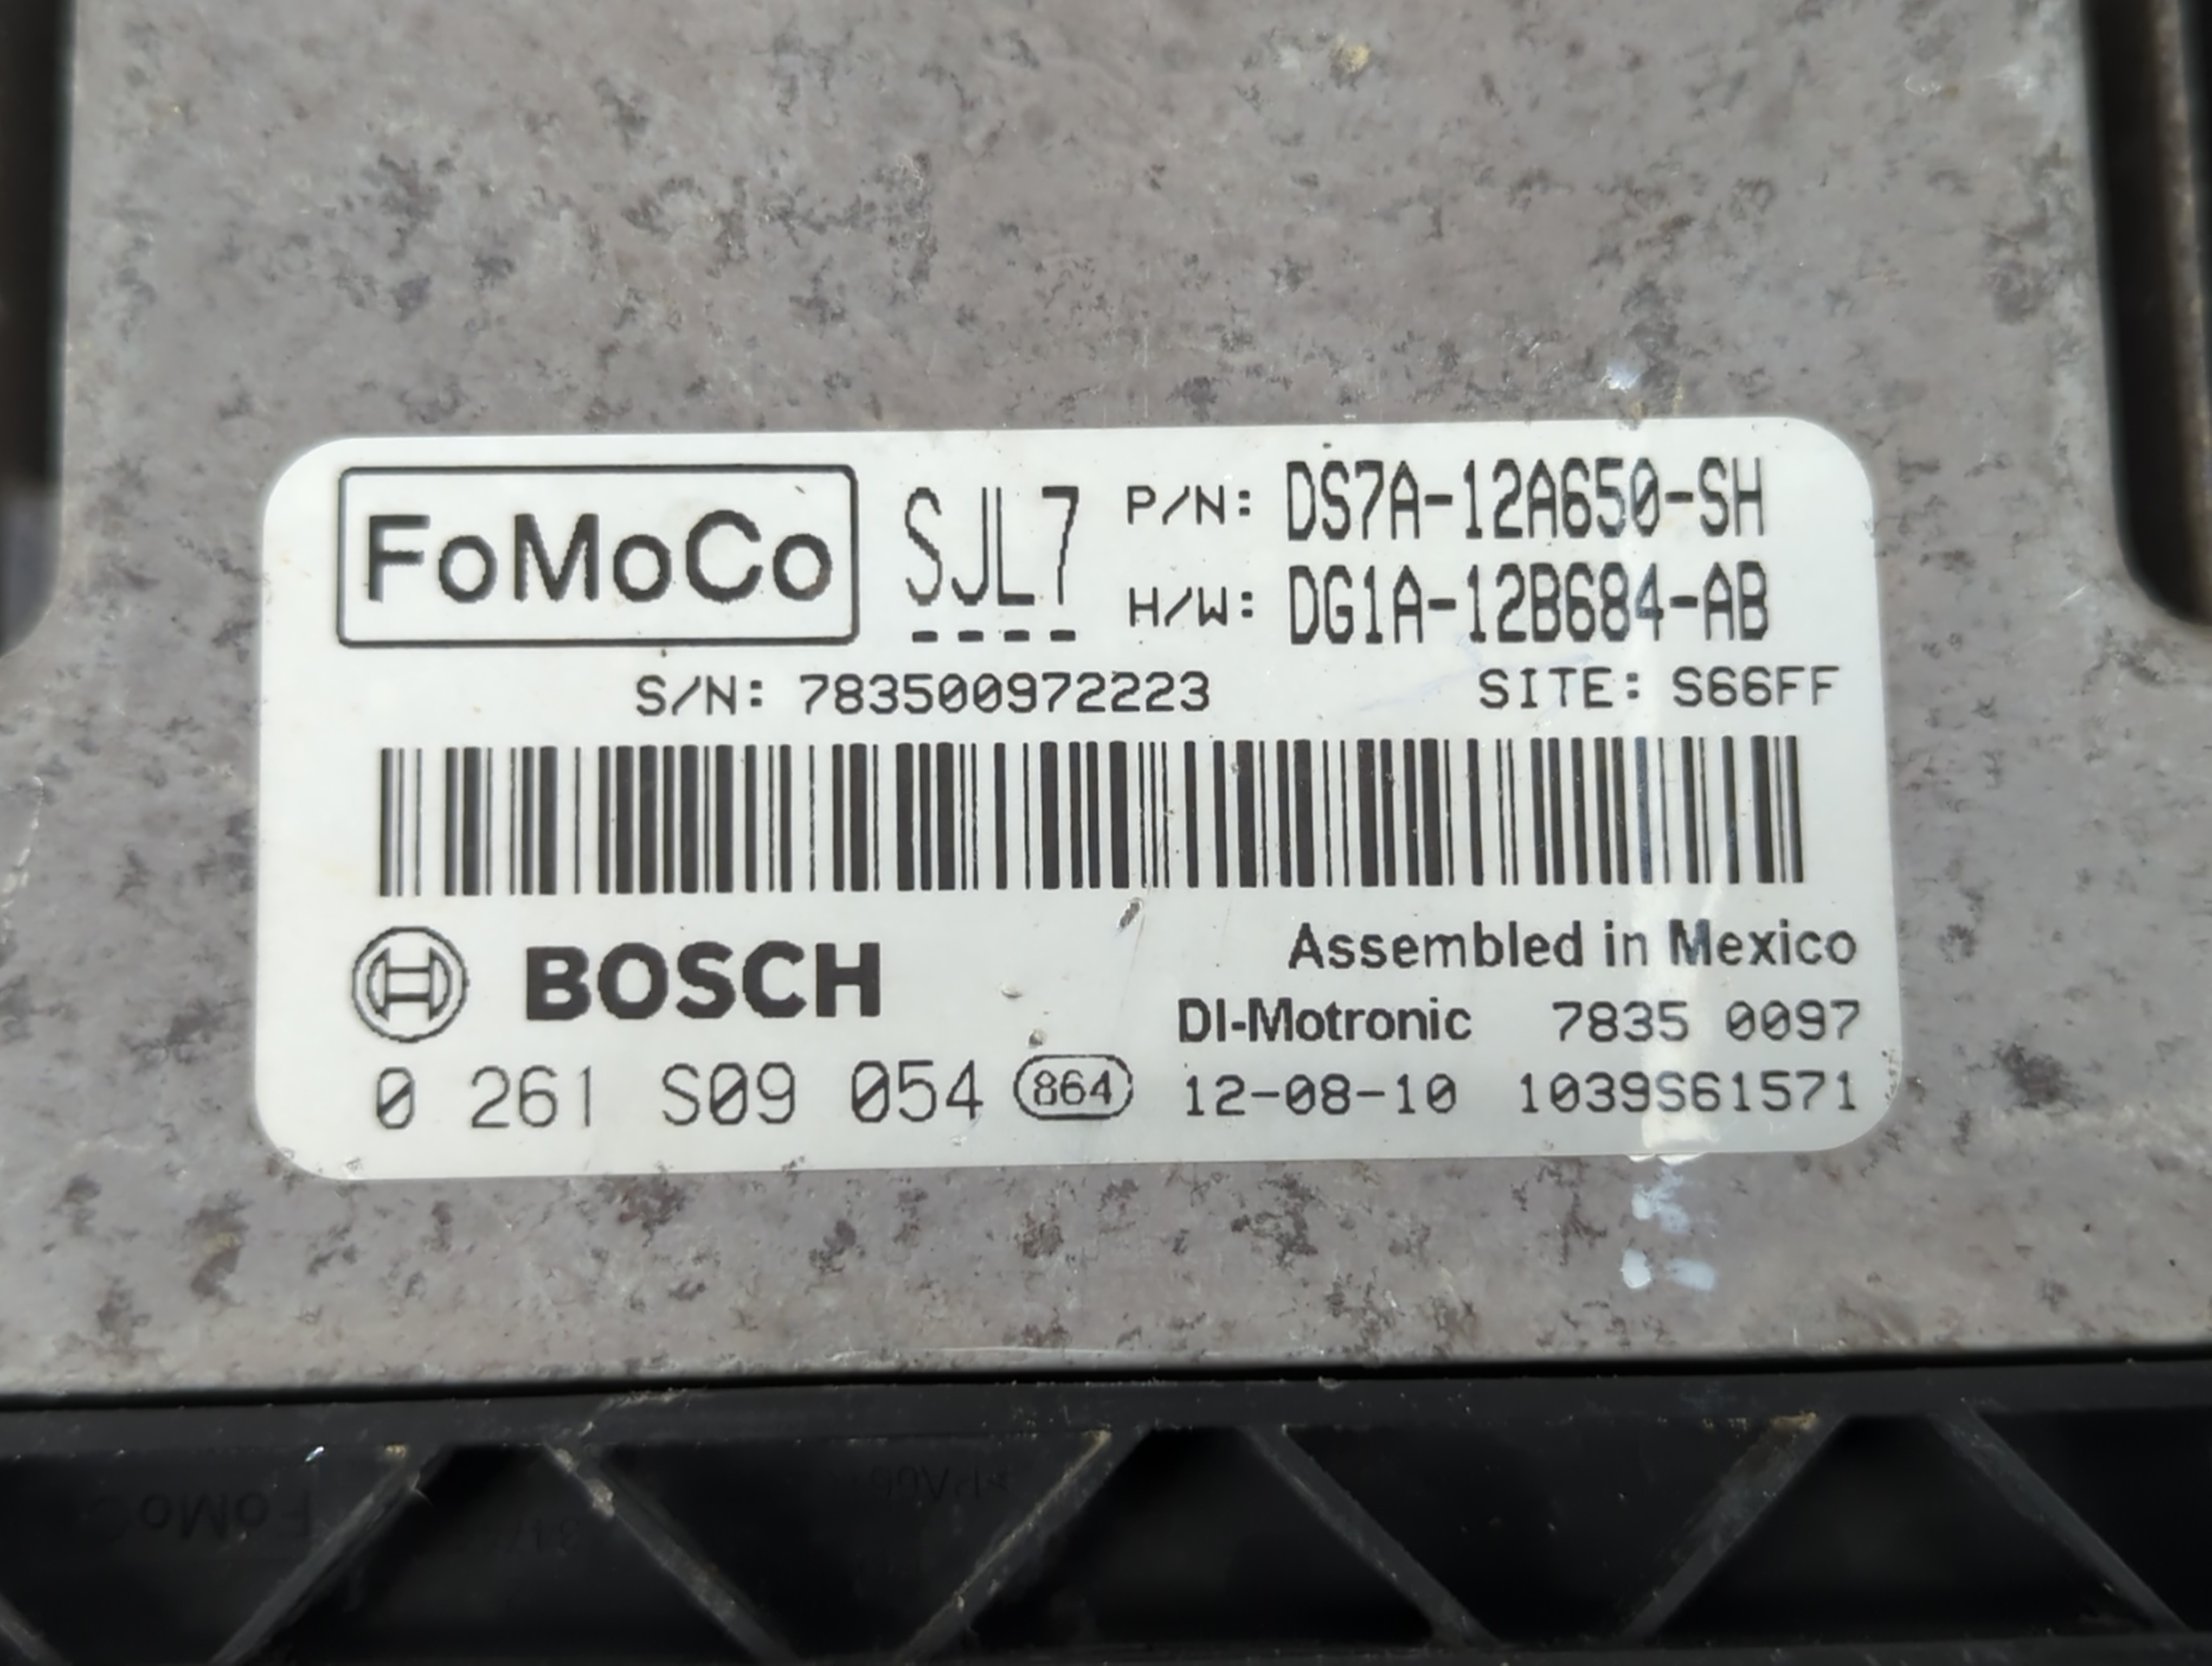 FoMoCo SJL7 P/N: DS7A-12A650-SH
H/W: DG1A-12B684-AB
S/N: 783500972223 SITE: S66FF
BOSCH Assembled in Mexico
DI-Motronic 7835 0097
0 261 S09 054 864 12-08-10 1039S61571
FoMoCo